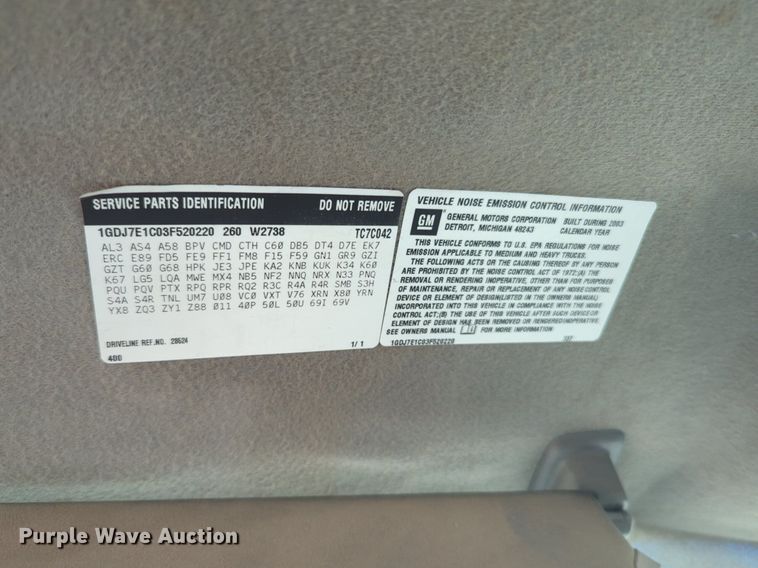 SERVICE PARTS IDENTIFICATION DO NOT REMOVE
1GDJ7E1C03F520220 260 W2738 TC7C042
AL3 AS4 A58 BPV CMD CTH C60 DB5 DT4 D7E EK7
ERC E89 FD5 FE9 FF1 FM8 F15 F59 GN1 GR9 GZI
GZT G60 G68 HPK JE3 JPE KA2 KNB KUK K34 K60
K67 LG5 LQA MWE MX4 NB5 NF2 NNQ NRX N33 PNQ
PQU PQV PTX RPQ RPR RQ2 R3C R4A R4R SMB S3H
S4A S4R TNL UM7 U08 VC0 VXT V76 XRN X80 YRN
YX8 ZQ3 ZY1 Z88 011 40P 50L 50U 69I 69V
DRIVELINE REF.NO. 28524 1/1
400
VEHICLE NOISE EMISSION CONTROL INFORMATION
GM GENERAL MOTORS CORPORATION BUILT DURING 2003
DETROIT, MICHIGAN 48243 CALENDAR YEAR
THIS VEHICLE CONFORMS TO U.S. EPA REGULATIONS FOR NOISE
EMISSION APPLICABLE TO MEDIUM AND HEAVY TRUCKS.
THE FOLLOWING ACTS OR THE CAUSING THEREOF BY ANY PERSON
ARE PROHIBITED BY THE NOISE CONTROL ACT OF 1972:(A) THE
REMOVAL OR RENDERING INOPERATIVE, OTHER THAN FOR PURPOSES
OF MAINTENANCE, REPAIR, OR REPLACEMENT OF ANY NOISE CONTROL
DEVICE OR ELEMENT OF DESIGN(LISTED IN THE OWNERS MANUAL)
INCORPORATED INTO THIS VEHICLE IN COMPLIANCE WITH THE NOISE
CONTROL ACT;(B) THE USE OF THIS VEHICLE AFTER SUCH DEVICE OR
ELEMENT OF DESIGN HAS BEEN REMOVED OR RENDERED INOPERATIVE.
SEE OWNERS MANUAL FOR MORE INFORMATION.
1GDJ7E1C03F520220
Purple Wave Auction